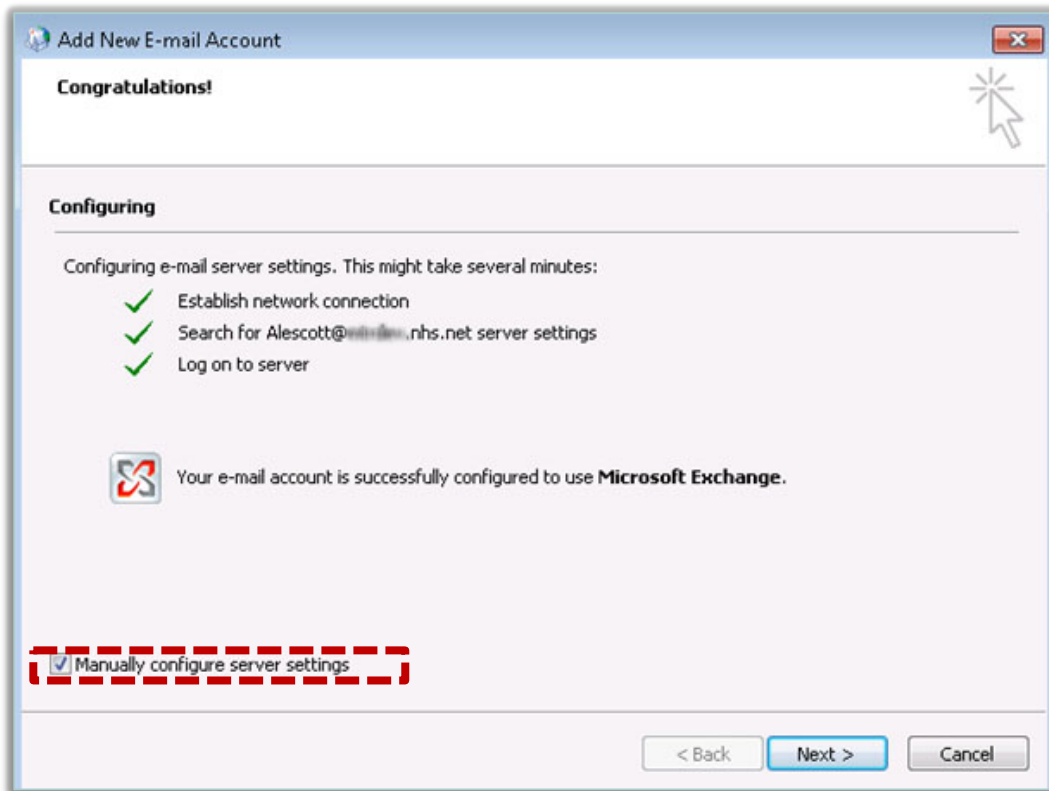 Add New E-mail Account
Congratulations!
Configuring
Configuring e-mail server settings. This might take several minutes:
Establish network connection
Search for Alescott@ .nhs.net server settings
Log on to server
Your e-mail account is successfully configured to use Microsoft Exchange.
Manually configure server settings
< Back Next > Cancel